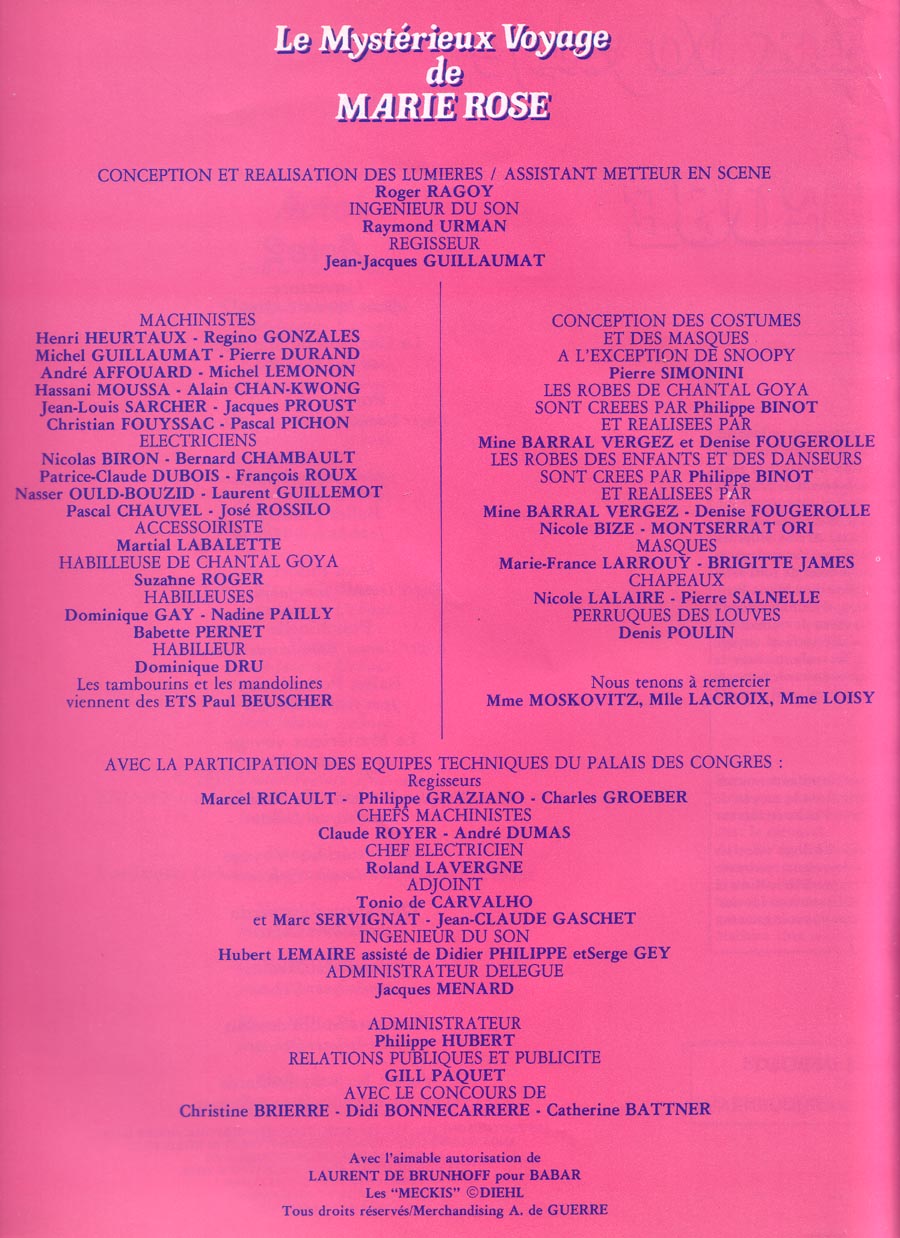 Le Mystérieux Voyage
de
MARIE ROSE
CONCEPTION ET REALISATION DES LUMIERES / ASSISTANT METTEUR EN SCENE
Roger RAGOY
INGENIEUR DU SON
Raymond URMAN
REGISSEUR
Jean-Jacques GUILLAUMAT
MACHINISTES
Henri HEURTAUX - Regino GONZALES
Michel GUILLAUMAT - Pierre DURAND
André AFFOUARD - Michel LEMONON
Hassani MOUSSA - Alain CHAN-KWONG
Jean-Louis SARCHER - Jacques PROUST
Christian FOUYSSAC - Pascal PICHON
ELECTRICIENS
Nicolas BIRON - Bernard CHAMBAULT
Patrice-Claude DUBOIS - François ROUX
Nasser OULD-BOUZID - Laurent GUILLEMOT
Pascal CHAUVEL - José ROSSILO
ACCESSOIRISTE
Martial LABALETTE
HABILLEUSE DE CHANTAL GOYA
Suzanne ROGER
HABILLEUSES
Dominique GAY - Nadine PAILLY
Babette PERNET
HABILLEUR
Dominique DRU
Les tambourins et les mandolines
viennent des ETS Paul BEUSCHER
CONCEPTION DES COSTUMES
ET DES MASQUES
A L'EXCEPTION DE SNOOPY
Pierre SIMONINI
LES ROBES DE CHANTAL GOYA
SONT CREEES PAR Philippe BINOT
ET REALISEES PAR
Mine BARRAL VERGEZ et Denise FOUGEROLLE
LES ROBES DES ENFANTS ET DES DANSEURS
SONT CREES PAR Philippe BINOT
ET REALISEES PAR
Mine BARRAL VERGEZ - Denise FOUGEROLLE
Nicole BIZE - MONTSERRAT ORI
MASQUES
Marie-France LARROUY - BRIGITTE JAMES
CHAPEAUX
Nicole LALAIRE - Pierre SALNELLE
PERRUQUES DES LOUVES
Denis POULIN
Nous tenons à remercier
Mme MOSKOVITZ, Mlle LACROIX, Mme LOISY
AVEC LA PARTICIPATION DES EQUIPES TECHNIQUES DU PALAIS DES CONGRES :
Regisseurs
Marcel RICAULT - Philippe GRAZIANO - Charles GROEBER
CHEFS MACHINISTES
Claude ROYER - André DUMAS
CHEF ELECTRICIEN
Roland LAVERGNE
ADJOINT
Tonio de CARVALHO
et Marc SERVIGNAT - Jean-CLAUDE GASCHET
INGENIEUR DU SON
Hubert LEMAIRE assisté de Didier PHILIPPE etSerge GEY
ADMINISTRATEUR DELEGUE
Jacques MENARD
ADMINISTRATEUR
Philippe HUBERT
RELATIONS PUBLIQUES ET PUBLICITE
GILL PAQUET
AVEC LE CONCOURS DE
Christine BRIERRE - Didi BONNECARRERE - Catherine BATTNER
Avec l'aimable autorisation de
LAURENT DE BRUNHOFF pour BABAR
Les "MECKIS" ©DIEHL
Tous droits réservés/Merchandising A. de GUERRE